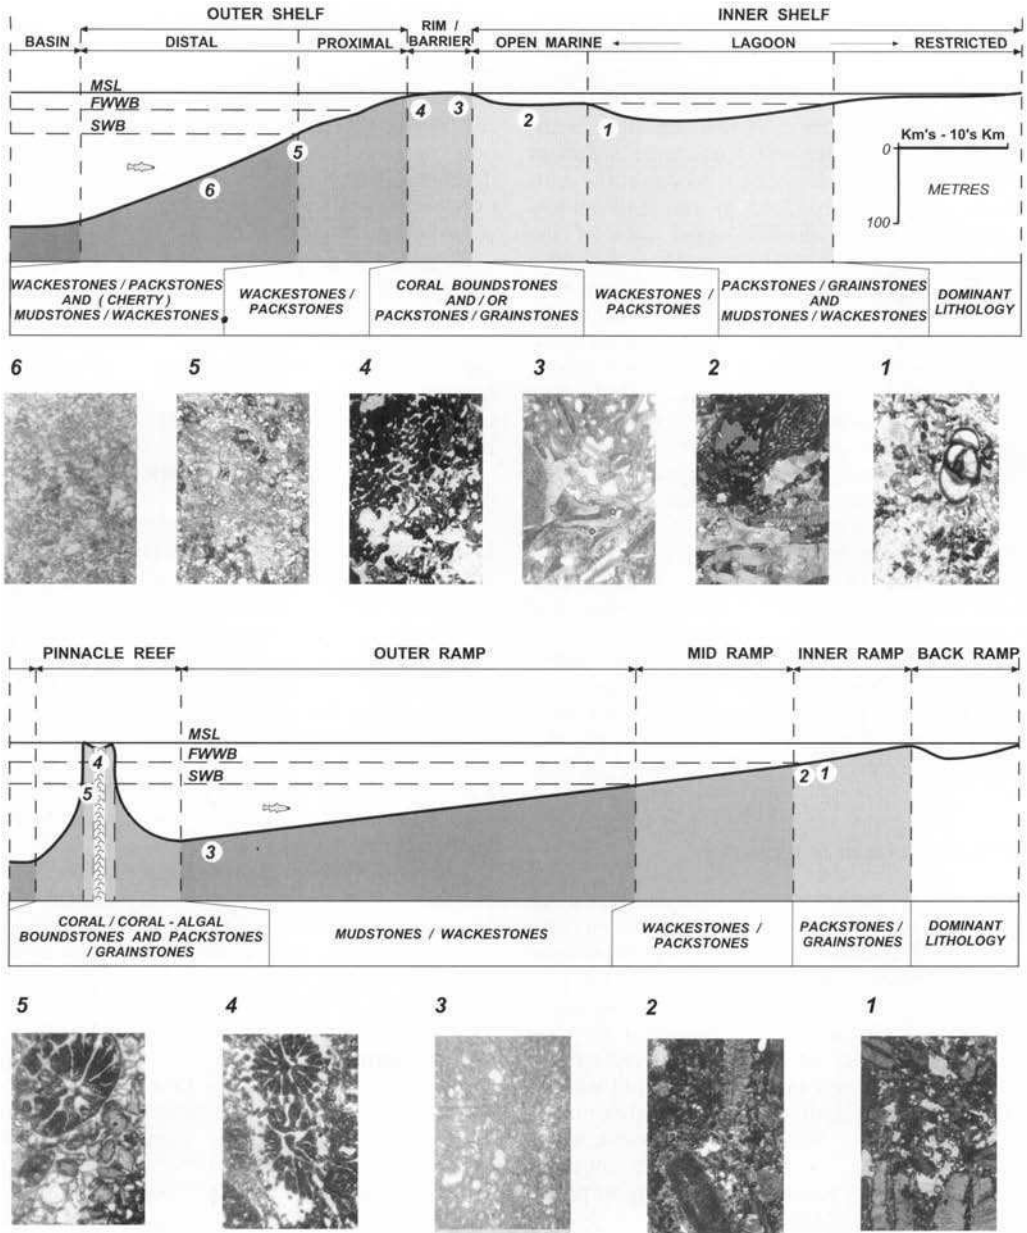 OUTER SHELF
RIM /
BARRIER
INNER SHELF
BASIN
DISTAL
PROXIMAL
OPEN MARINE
LAGOON
RESTRICTED
MSL
FWWB
SWB
4
3
2
1
5
6
Km's - 10's Km
0
METRES
100
WACKESTONES / PACKSTONES
AND ( CHERTY )
MUDSTONES / WACKESTONES
WACKESTONES /
PACKSTONES
CORAL BOUNDSTONES
AND / OR
PACKSTONES / GRAINSTONES
WACKESTONES /
PACKSTONES
PACKSTONES / GRAINSTONES
AND
MUDSTONES / WACKESTONES
DOMINANT
LITHOLOGY
6
5
4
3
2
1
PINNACLE REEF
OUTER RAMP
MID RAMP
INNER RAMP
BACK RAMP
MSL
FWWB
SWB
4
5
3
2
1
CORAL / CORAL - ALGAL
BOUNDSTONES AND PACKSTONES
/ GRAINSTONES
MUDSTONES / WACKESTONES
WACKESTONES /
PACKSTONES
PACKSTONES /
GRAINSTONES
DOMINANT
LITHOLOGY
5
4
3
2
1